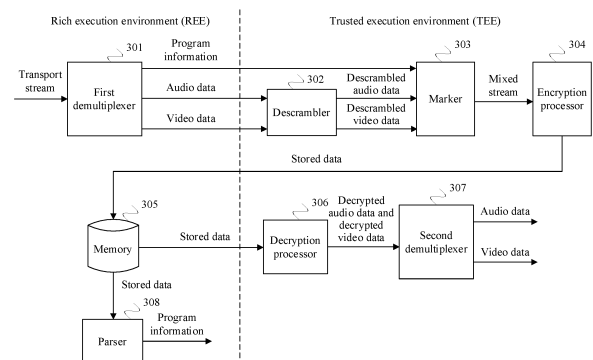 Rich execution environment (REE)
Trusted execution environment (TEE)
301
Program
information
303
304
Transport
stream
First
demultiplexer
Audio data
302
Descrambled
audio data
Mixed
stream
Marker
Encryption
processor
Video data
Descrambler
Descrambled
video data
Stored data
305
306
Decrypted
audio data and
decrypted
video data
307
Audio data
Memory
Stored data
Decryption
processor
Second
demultiplexer
Video data
Stored data
308
Program
information
Parser